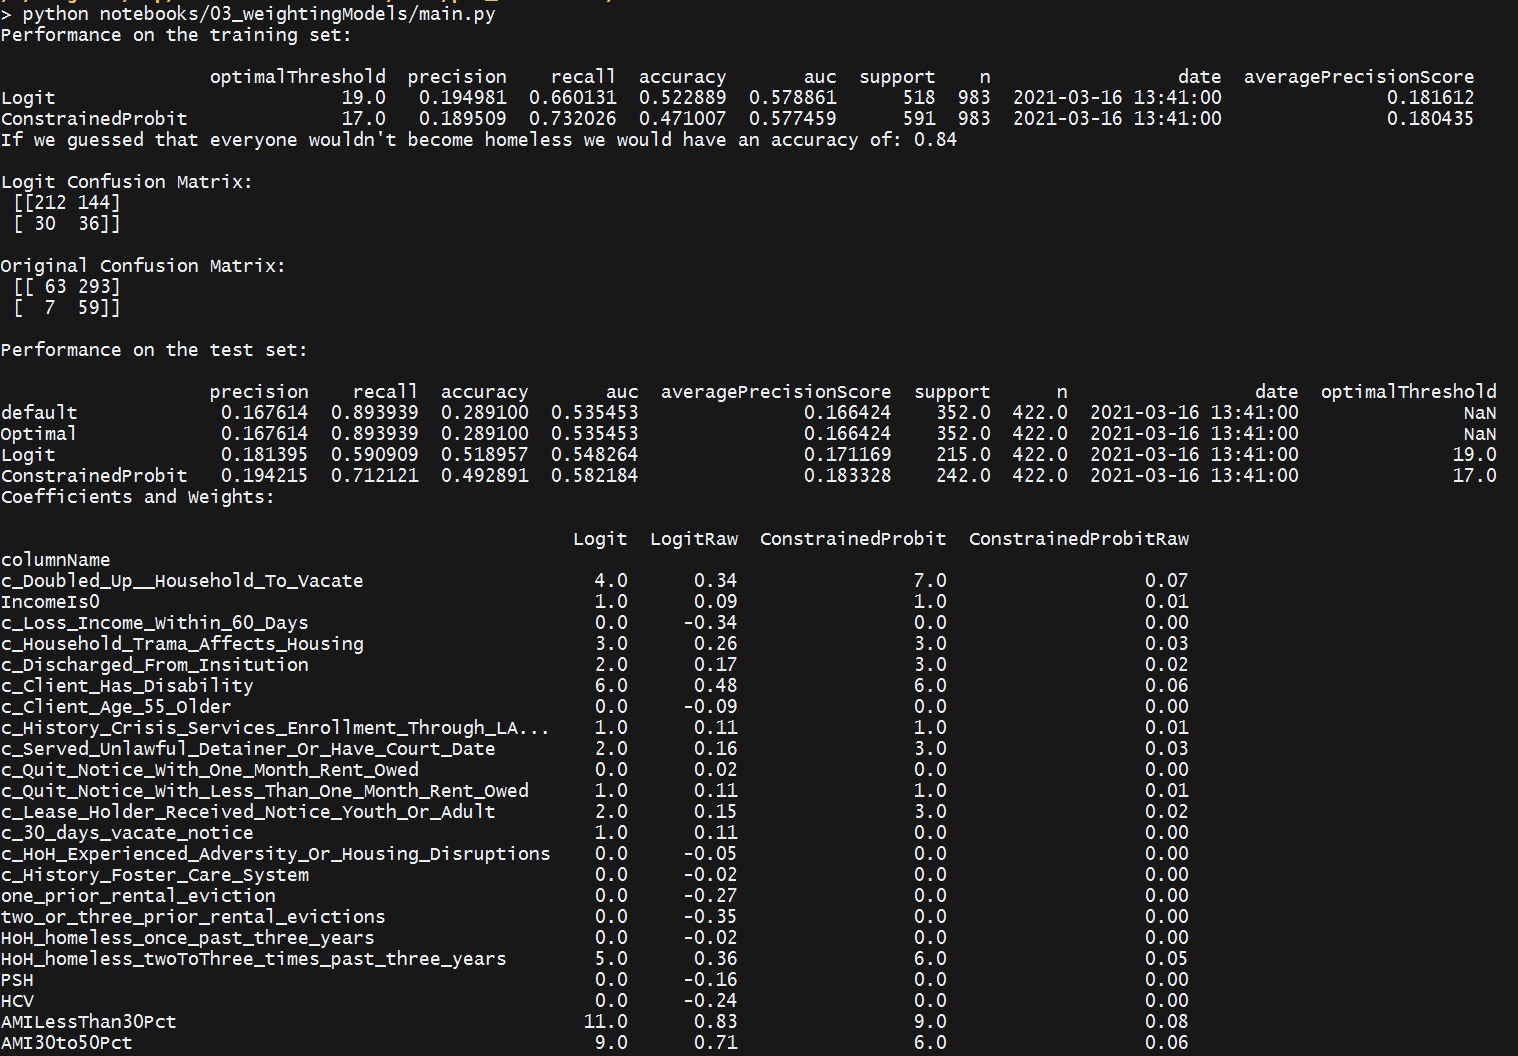 > python notebooks/03_weightingModels/main.py
Performance on the training set:
optimalThreshold precision recall accuracy auc support n date averagePrecisionScore
Logit 19.0 0.194981 0.660131 0.522889 0.578861 518 983 2021-03-16 13:41:00 0.181612
ConstrainedProbit 17.0 0.189509 0.732026 0.471007 0.577459 591 983 2021-03-16 13:41:00 0.180435
If we guessed that everyone wouldn't become homeless we would have an accuracy of: 0.84
Logit Confusion Matrix:
[[212 144]
[ 30 36]]
Original Confusion Matrix:
[[ 63 293]
[ 7 59]]
Performance on the test set:
precision recall accuracy auc averagePrecisionScore support n date optimalThreshold
default 0.167614 0.893939 0.289100 0.535453 0.166424 352.0 422.0 2021-03-16 13:41:00 NaN
Optimal 0.167614 0.893939 0.289100 0.535453 0.166424 352.0 422.0 2021-03-16 13:41:00 NaN
Logit 0.181395 0.590909 0.518957 0.548264 0.171169 215.0 422.0 2021-03-16 13:41:00 19.0
ConstrainedProbit 0.194215 0.712121 0.492891 0.582184 0.183328 242.0 422.0 2021-03-16 13:41:00 17.0
Coefficients and Weights:
Logit LogitRaw ConstrainedProbit ConstrainedProbitRaw
columnName
c_Doubled_Up__Household_To_Vacate 4.0 0.34 7.0 0.07
IncomeIs0 1.0 0.09 1.0 0.01
c_Loss_Income_Within_60_Days 0.0 -0.34 0.0 0.00
c_Household_Trama_Affects_Housing 3.0 0.26 3.0 0.03
c_Discharged_From_Insitution 2.0 0.17 3.0 0.02
c_Client_Has_Disability 6.0 0.48 6.0 0.06
c_Client_Age_55_Older 0.0 -0.09 0.0 0.00
c_History_Crisis_Services_Enrollment_Through_LA... 1.0 0.11 1.0 0.01
c_Served_Unlawful_Detainer_Or_Have_Court_Date 2.0 0.16 3.0 0.03
c_Quit_Notice_With_One_Month_Rent_Owed 0.0 0.02 0.0 0.00
c_Quit_Notice_With_Less_Than_One_Month_Rent_Owed 1.0 0.11 1.0 0.01
c_Lease_Holder_Received_Notice_Youth_Or_Adult 2.0 0.15 3.0 0.02
c_30_days_vacate_notice 1.0 0.11 0.0 0.00
c_HoH_Experienced_Adversity_Or_Housing_Disruptions 0.0 -0.05 0.0 0.00
c_History_Foster_Care_System 0.0 -0.02 0.0 0.00
one_prior_rental_eviction 0.0 -0.27 0.0 0.00
two_or_three_prior_rental_evictions 0.0 -0.35 0.0 0.00
HoH_homeless_once_past_three_years 0.0 -0.02 0.0 0.00
HoH_homeless_twoToThree_times_past_three_years 5.0 0.36 6.0 0.05
PSH 0.0 -0.16 0.0 0.00
HCV 0.0 -0.24 0.0 0.00
AMILessThan30Pct 11.0 0.83 9.0 0.08
AMI30to50Pct 9.0 0.71 6.0 0.06